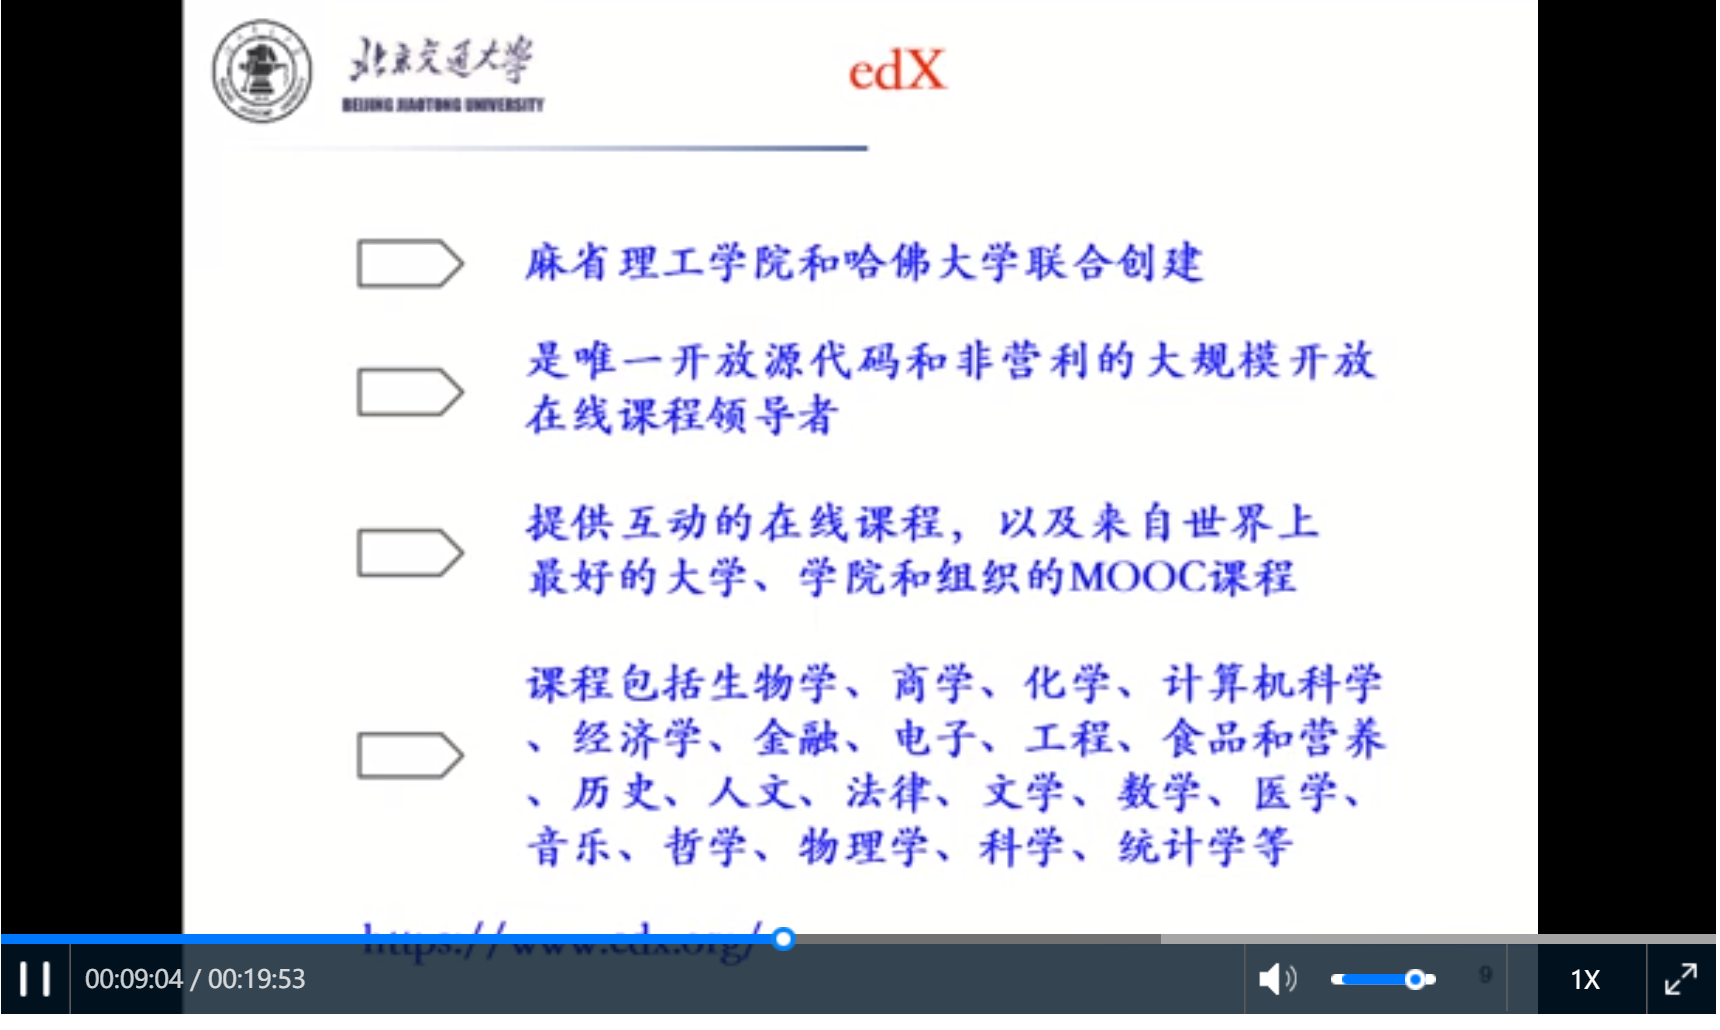 北京交通大学
BEIJING JIAOTONG UNIVERSITY
edX
麻省理工学院和哈佛大学联合创建
是唯一开放源代码和非营利的大规模开放
在线课程领导者
提供互动的在线课程，以及来自世界上
最好的大学、学院和组织的MOOC课程
课程包括生物学、商学、化学、计算机科学
、经济学、金融、电子、工程、食品和营养
、历史、人文、法律、文学、数学、医学、
音乐、哲学、物理学、科学、统计学等
https://www.edx.org/
00:09:04 / 00:19:53
9
1X